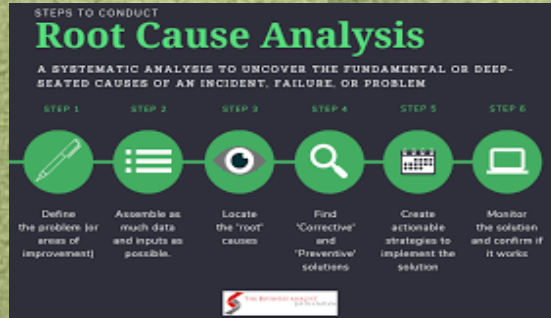 STEPS TO CONDUCT
Root Cause Analysis
A SYSTEMATIC ANALYSIS TO UNCOVER THE FUNDAMENTAL OR DEEP-
SEATED CAUSES OF AN INCIDENT, FAILURE, OR PROBLEM
STEP 1
Define
the problem (or
areas of
improvement)
STEP 2
Assemble as
much data
and inputs as
possible.
STEP 3
Locate
the 'root'
causes
STEP 4
Find
'Corrective'
and
'Preventive'
solutions
STEP 5
Create
actionable
strategies to
implement the
solution
STEP 6
Monitor
the solution
and confirm if
it works
THE BUSINESS ANALYST